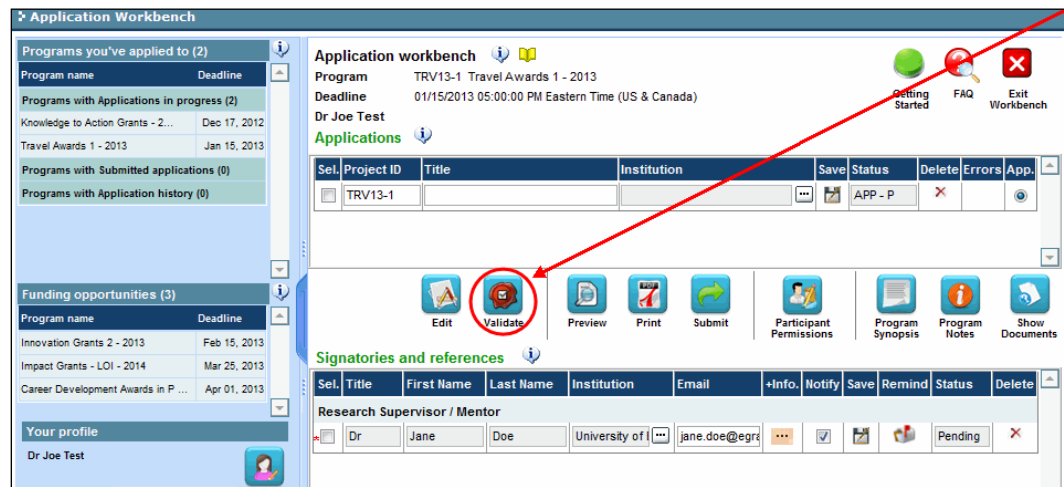 Application Workbench
Programs you've applied to (2)
Program name Deadline
Programs with Applications in progress (2)
Knowledge to Action Grants - 2... Dec 17, 2012
Travel Awards 1 - 2013 Jan 15, 2013
Programs with Submitted applications (0)
Programs with Application history (0)
Funding opportunities (3)
Program name Deadline
Innovation Grants 2 - 2013 Feb 15, 2013
Impact Grants - LOI - 2014 Mar 25, 2013
Career Development Awards in P ... Apr 01, 2013
Your profile
Dr Joe Test
Application workbench
Program TRV13-1 Travel Awards 1 - 2013
Deadline 01/15/2013 05:00:00 PM Eastern Time (US & Canada)
Dr Joe Test
Getting Started FAQ Exit Workbench
Applications
Sel. Project ID Title Institution Save Status Delete Errors App.
TRV13-1 ... APP - P
Edit Validate Preview Print Submit Participant Permissions Program Synopsis Program Notes Show Documents
Signatories and references
Sel. Title First Name Last Name Institution Email +Info. Notify Save Remind Status Delete
Research Supervisor / Mentor
* Dr Jane Doe University of I ... jane.doe@egra ... Pending